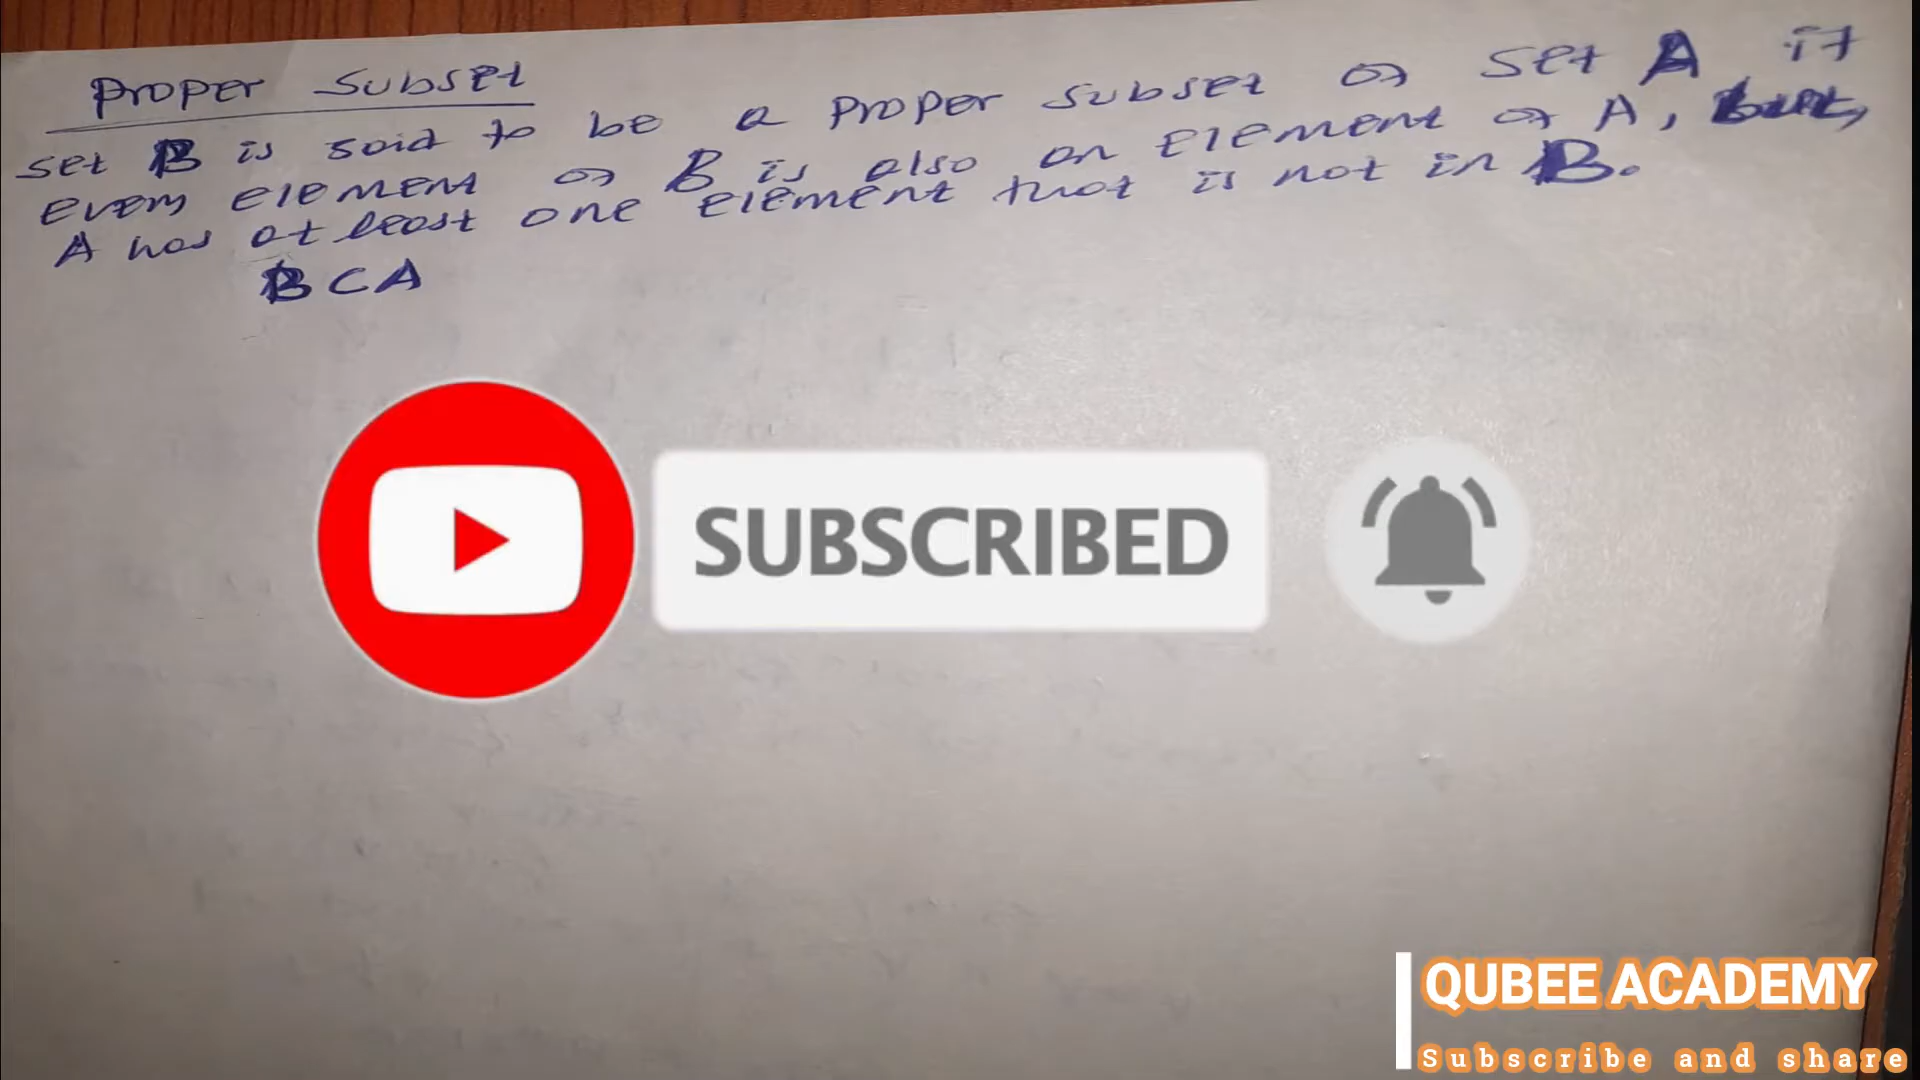 Proper Subset
Set B is said to be a proper subset of set A if
every element of B is also an element of A, but,
A has at least one element that is not in B.
B⊂A
SUBSCRIBED
QUBEE ACADEMY
Subscribe and share